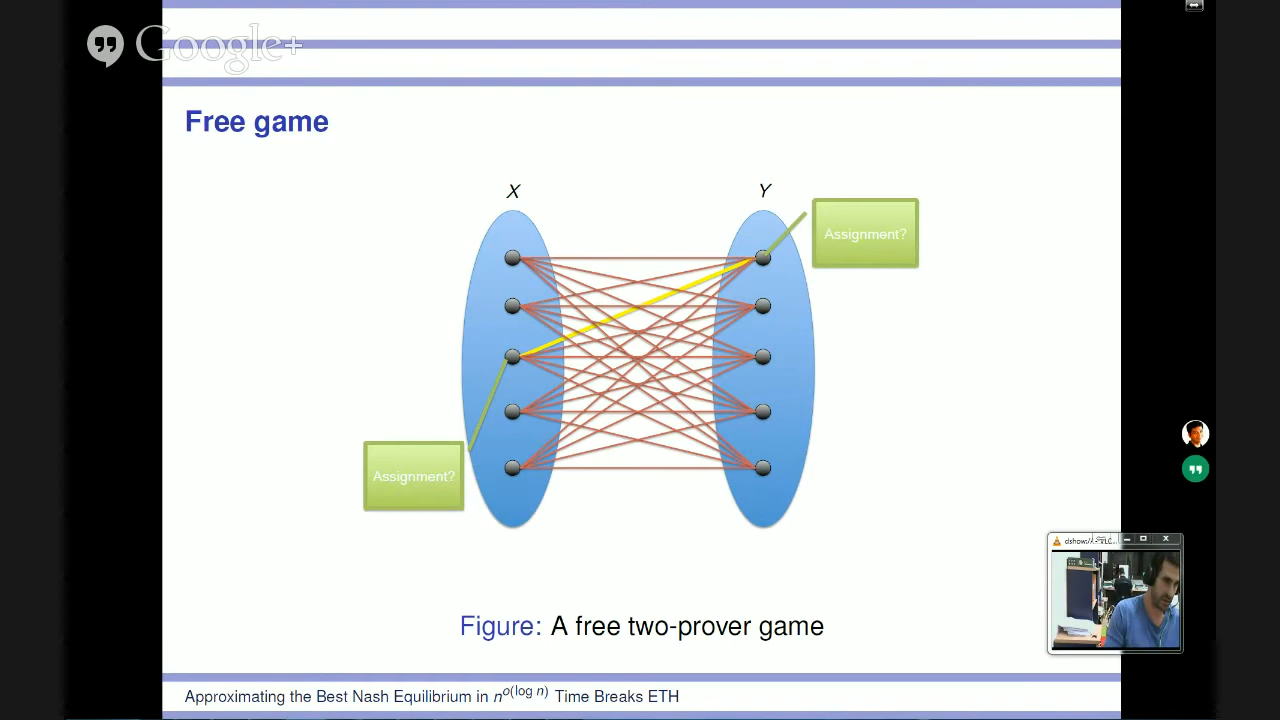 Google+
Free game
X
Y
Assignment?
Assignment?
Figure: A free two-prover game
Approximating the Best Nash Equilibrium in n^o(log n) Time Breaks ETH